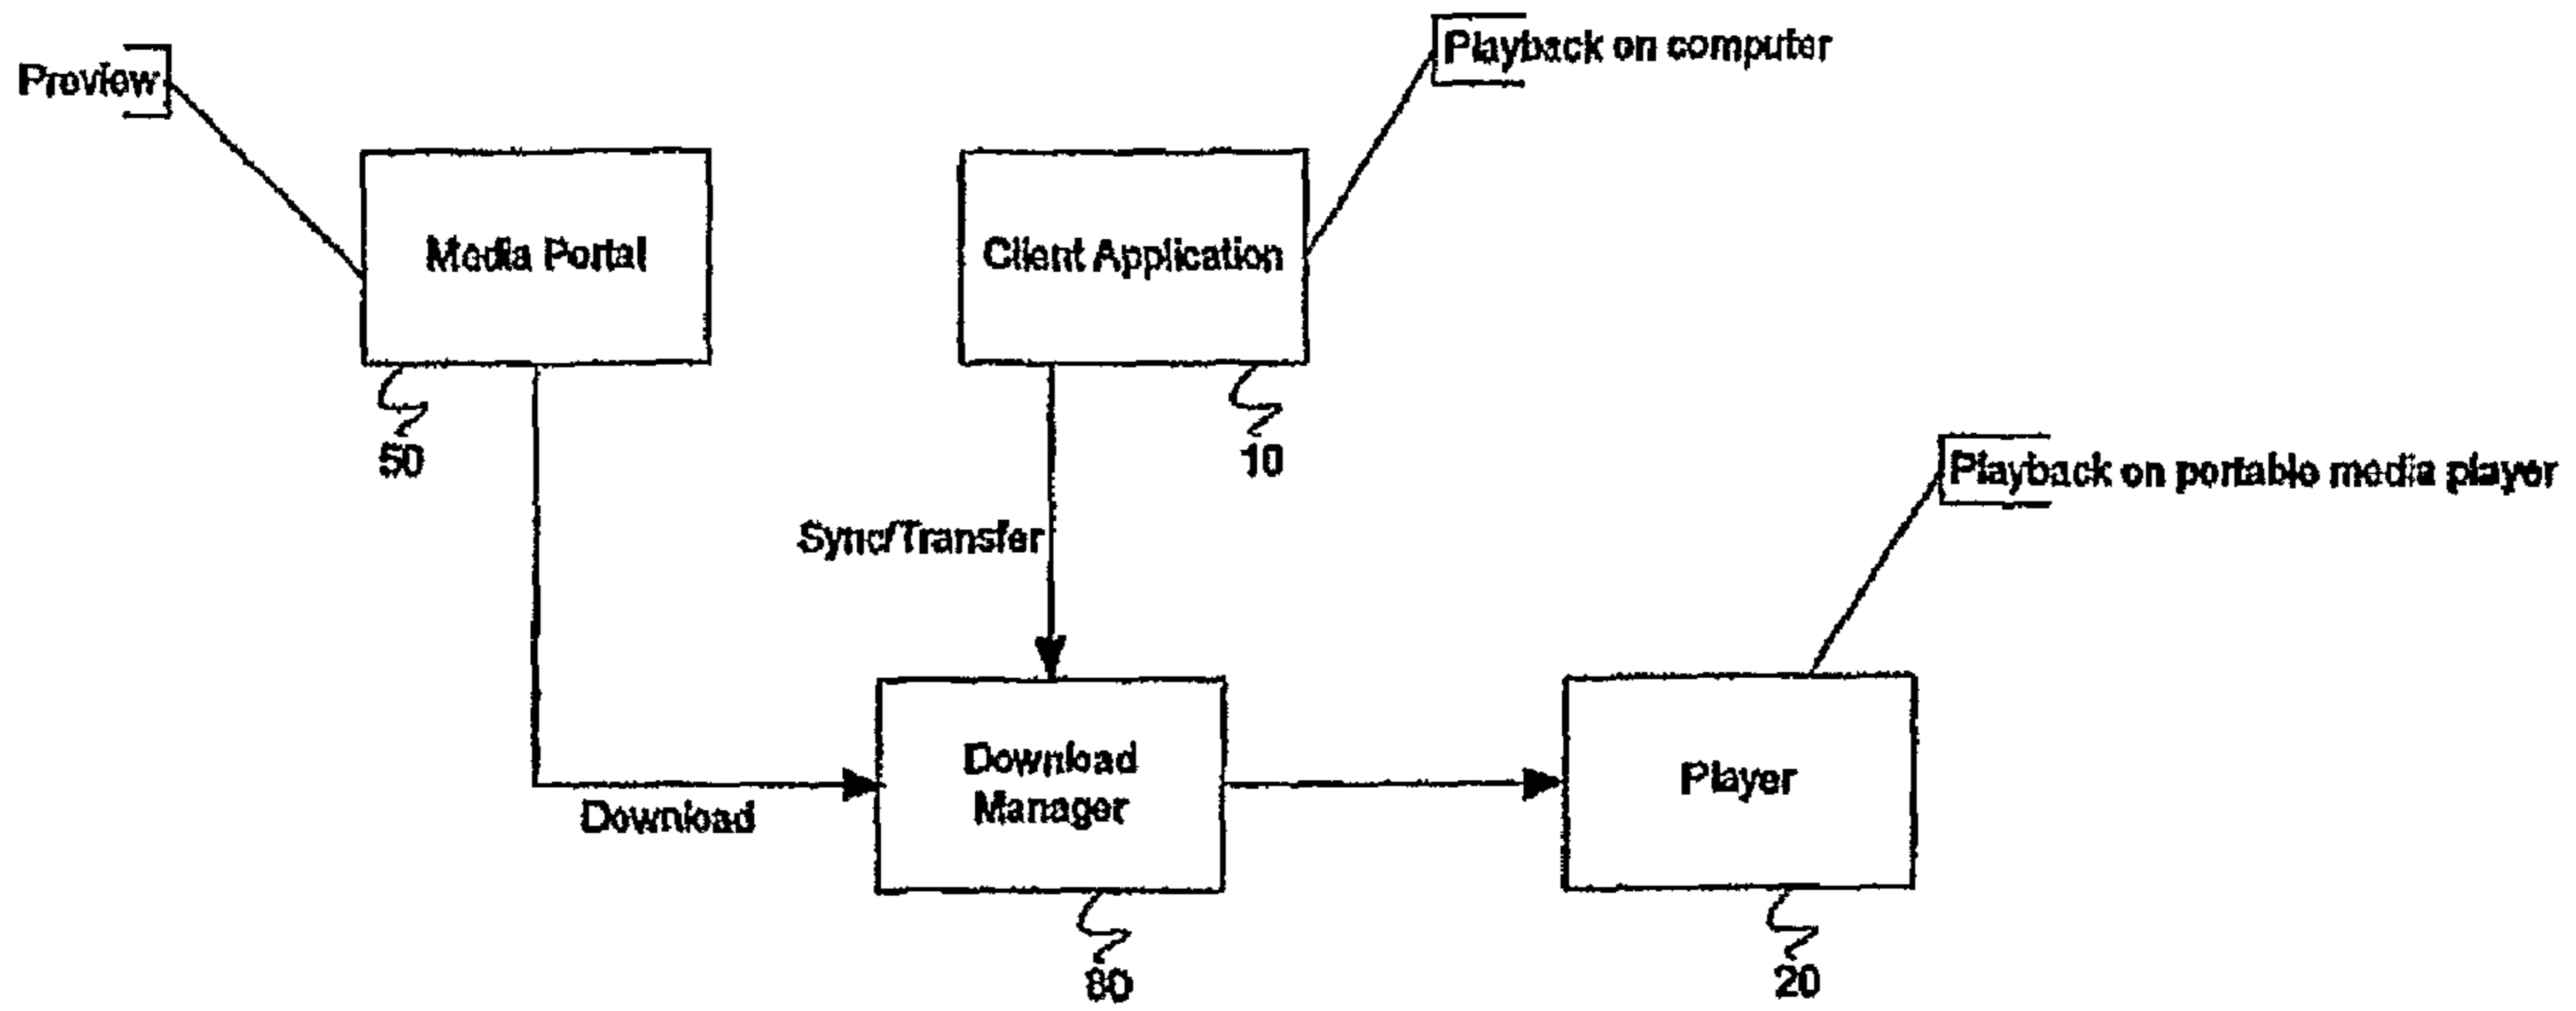 Playback on computer
Preview
Media Portal
Client Application
50
10
Playback on portable media player
Sync/Transfer
Download
Manager
Player
Download
20